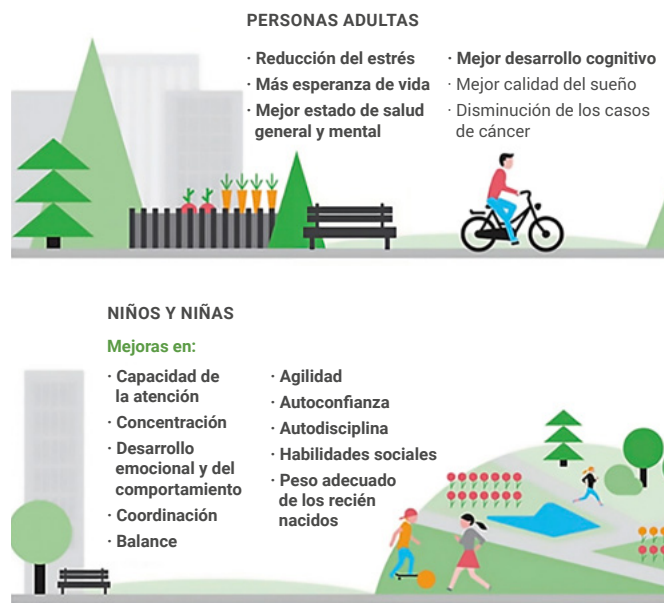 PERSONAS ADULTAS
· Reducción del estrés
· Más esperanza de vida
· Mejor estado de salud
general y mental
· Mejor desarrollo cognitivo
· Mejor calidad del sueño
· Disminución de los casos
de cáncer
NIÑOS Y NIÑAS
Mejoras en:
· Capacidad de
la atención
· Concentración
· Desarrollo
emocional y del
comportamiento
· Coordinación
· Balance
· Agilidad
· Autoconfianza
· Autodisciplina
· Habilidades sociales
· Peso adecuado
de los recién
nacidos